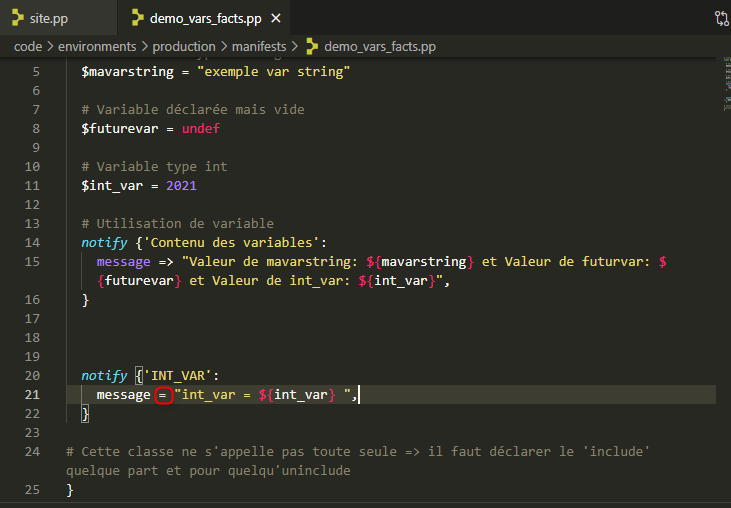 site.pp
demo_vars_facts.pp
code > environments > production > manifests > demo_vars_facts.pp
5 $mavarstring = "exemple var string"
6
7 # Variable déclarée mais vide
8 $futurevar = undef
9
10 # Variable type int
11 $int_var = 2021
12
13 # Utilisation de variable
14 notify {'Contenu des variables':
15 message => "Valeur de mavarstring: ${mavarstring} et Valeur de futurvar: $
{futurevar} et Valeur de int_var: ${int_var}",
16 }
17
18
19
20 notify {'INT_VAR':
21 message = "int_var = ${int_var} ",
22 }
23
24 # Cette classe ne s'appelle pas toute seule => il faut déclarer le 'include'
quelque part et pour quelqu'uninclude
25 }